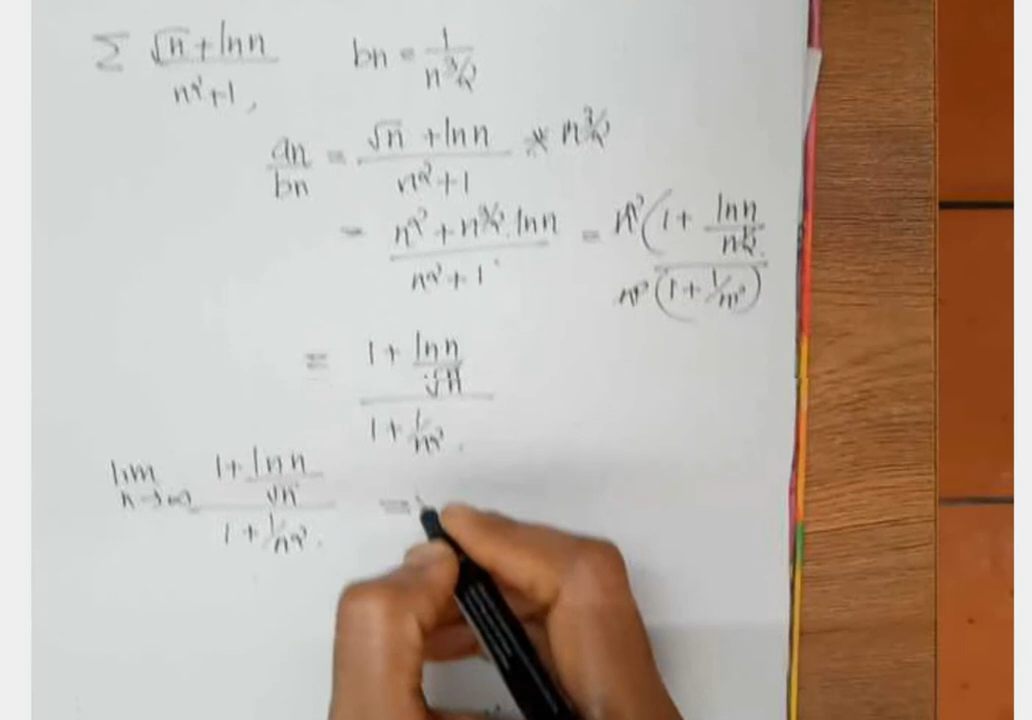 Σ (√n + ln n)/(n² + 1), bn = 1/n^(3/2)
an/bn = (√n + ln n)/(n² + 1) * n^(3/2)
= (n² + n^(3/2) . ln n)/(n² + 1) = n²(1 + ln n/n^(1/2))/(n²(1 + 1/n²))
= (1 + ln n/√n)/(1 + 1/n²) .
lim n→∞ (1 + ln n/√n)/(1 + 1/n²) . =